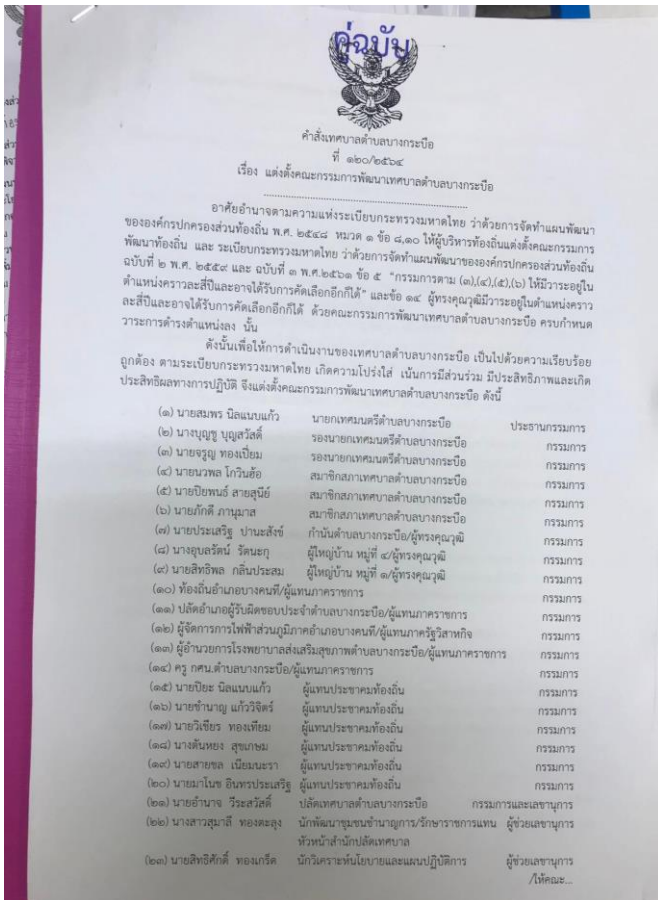 คู่ฉบับ
คำสั่งเทศบาลตำบลบางกระบือ
ที่ ๑๒๐/๒๕๖๔
เรื่อง แต่งตั้งคณะกรรมการพัฒนาเทศบาลตำบลบางกระบือ
อาศัยอำนาจตามความแห่งระเบียบกระทรวงมหาดไทย ว่าด้วยการจัดทำแผนพัฒนา
ขององค์กรปกครองส่วนท้องถิ่น พ.ศ. ๒๕๔๘ หมวด ๑ ข้อ ๘,๑๐ ให้ผู้บริหารท้องถิ่นแต่งตั้งคณะกรรมการ
พัฒนาท้องถิ่น และ ระเบียบกระทรวงมหาดไทย ว่าด้วยการจัดทำแผนพัฒนาขององค์กรปกครองส่วนท้องถิ่น
ฉบับที่ ๒ พ.ศ. ๒๕๕๙ และ ฉบับที่ ๓ พ.ศ.๒๕๖๑ ข้อ ๕ "กรรมการตาม (๓),(๔),(๕),(๖) ให้มีวาระอยู่ใน
ตำแหน่งคราวละสี่ปีและอาจได้รับการคัดเลือกอีกก็ได้" และข้อ ๑๔ ผู้ทรงคุณวุฒิมีวาระอยู่ในตำแหน่งคราว
ละสี่ปีและอาจได้รับการคัดเลือกอีกก็ได้ ด้วยคณะกรรมการพัฒนาเทศบาลตำบลบางกระบือ ครบกำหนด
วาระการดำรงตำแหน่งลง นั้น
ดังนั้นเพื่อให้การดำเนินงานของเทศบาลตำบลบางกระบือ เป็นไปด้วยความเรียบร้อย
ถูกต้อง ตามระเบียบกระทรวงมหาดไทย เกิดความโปร่งใส่ เน้นการมีส่วนร่วม มีประสิทธิภาพและเกิด
ประสิทธิผลทางการปฏิบัติ จึงแต่งตั้งคณะกรรมการพัฒนาเทศบาลตำบลบางกระบือ ดังนี้
(๑) นายสมพร นิลแนบแก้ว นายกเทศมนตรีตำบลบางกระบือ ประธานกรรมการ
(๒) นางบุญชู บุญสวัสดิ์ รองนายกเทศมนตรีตำบลบางกระบือ กรรมการ
(๓) นายจรูญ ทองเปี่ยม รองนายกเทศมนตรีตำบลบางกระบือ กรรมการ
(๔) นายนวพล โกวินฮ้อ สมาชิกสภาเทศบาลตำบลบางกระบือ กรรมการ
(๕) นายปิยพนธ์ สายสุนีย์ สมาชิกสภาเทศบาลตำบลบางกระบือ กรรมการ
(๖) นายภักดี ภานุมาส สมาชิกสภาเทศบาลตำบลบางกระบือ กรรมการ
(๗) นายประเสริฐ ปานะสังข์ กำนันตำบลบางกระบือ/ผู้ทรงคุณวุฒิ กรรมการ
(๘) นางอุบลรัตน์ รัตนะกุ ผู้ใหญ่บ้าน หมู่ที่ ๔/ผู้ทรงคุณวุฒิ กรรมการ
(๙) นายสิทธิพล กลิ่นประสม ผู้ใหญ่บ้าน หมู่ที่ ๑/ผู้ทรงคุณวุฒิ กรรมการ
(๑๐) ท้องถิ่นอำเภอบางคนที/ผู้แทนภาคราชการ กรรมการ
(๑๑) ปลัดอำเภอผู้รับผิดชอบประจำตำบลบางกระบือ/ผู้แทนภาคราชการ กรรมการ
(๑๒) ผู้จัดการการไฟฟ้าส่วนภูมิภาคอำเภอบางคนที/ผู้แทนภาครัฐวิสาหกิจ กรรมการ
(๑๓) ผู้อำนวยการโรงพยาบาลส่งเสริมสุขภาพตำบลบางกระบือ/ผู้แทนภาคราชการ กรรมการ
(๑๔) ครู กศน.ตำบลบางกระบือ/ผู้แทนภาคราชการ กรรมการ
(๑๕) นายปิยะ นิลแนบแก้ว ผู้แทนประชาคมท้องถิ่น กรรมการ
(๑๖) นายชำนาญ แก้ววิจิตร์ ผู้แทนประชาคมท้องถิ่น กรรมการ
(๑๗) นายวิเชียร ทองเทียม ผู้แทนประชาคมท้องถิ่น กรรมการ
(๑๘) นางตันหยง สุขเกษม ผู้แทนประชาคมท้องถิ่น กรรมการ
(๑๙) นายสายชล เนียมนะรา ผู้แทนประชาคมท้องถิ่น กรรมการ
(๒๐) นายมาโนช อินทรประเสริฐ ผู้แทนประชาคมท้องถิ่น กรรมการ
(๒๑) นายอำนาจ วีระสวัสดิ์ ปลัดเทศบาลตำบลบางกระบือ กรรมการและเลขานุการ
(๒๒) นางสาวสุมาลี ทองตะลุง นักพัฒนาชุมชนชำนาญการ/รักษาราชการแทน ผู้ช่วยเลขานุการ
หัวหน้าสำนักปลัดเทศบาล
(๒๓) นายสิทธิศักดิ์ ทองเกร็ด นักวิเคราะห์นโยบายและแผนปฏิบัติการ ผู้ช่วยเลขานุการ
/ให้คณะ...